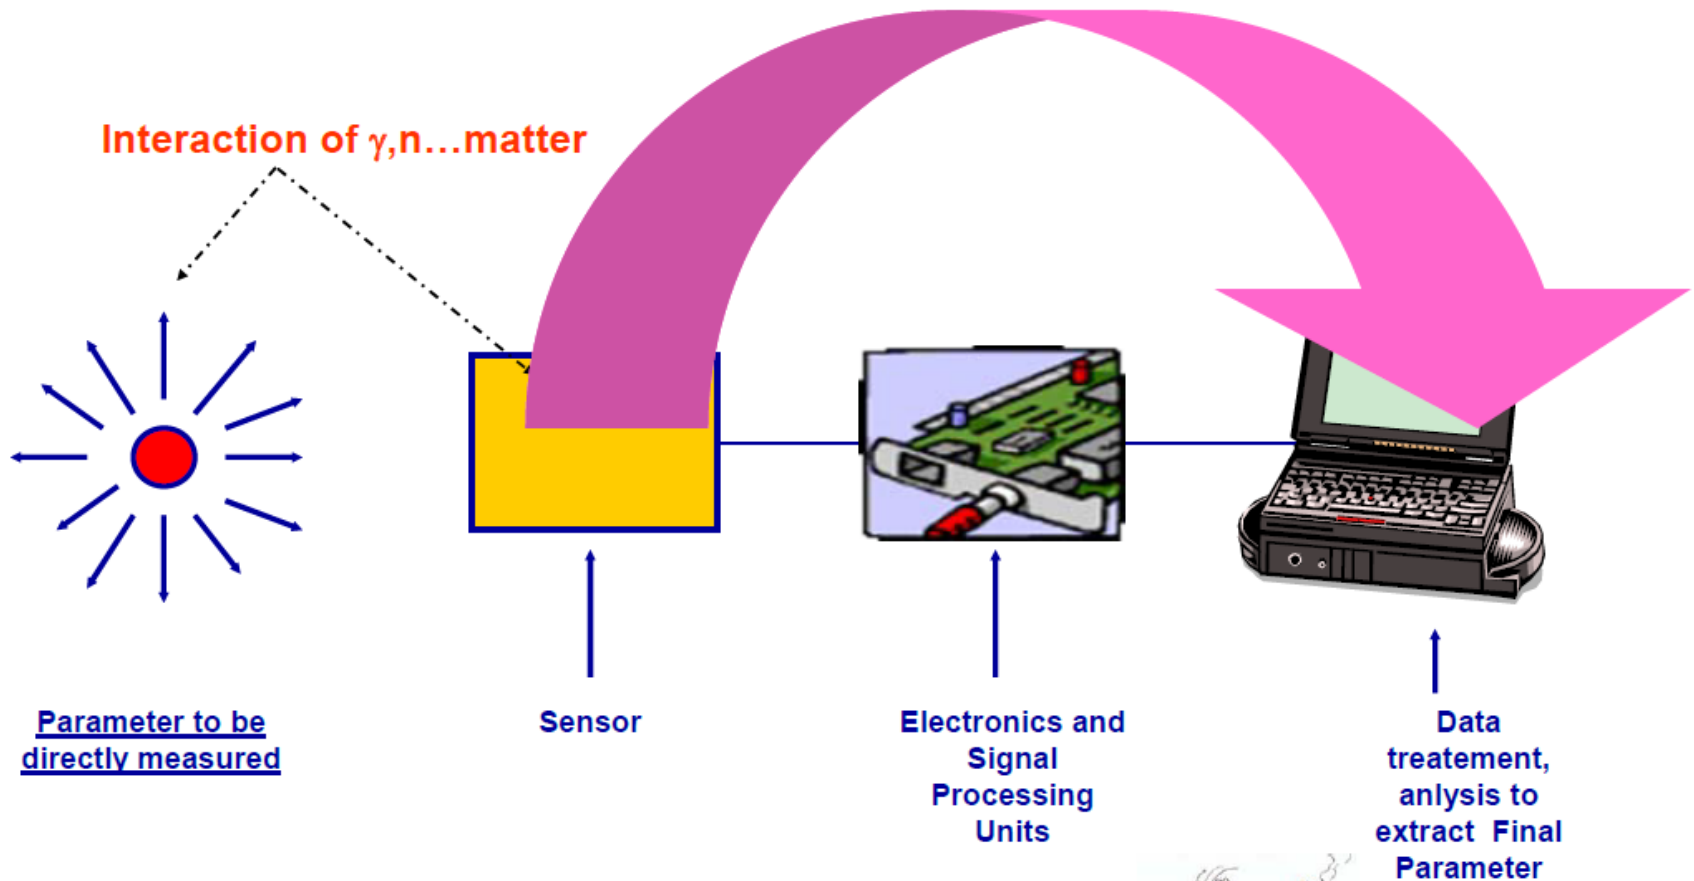 Interaction of γ,n...matter
Parameter to be
directly measured
Sensor
Electronics and
Signal
Processing
Units
Data
treatement,
anlysis to
extract Final
Parameter